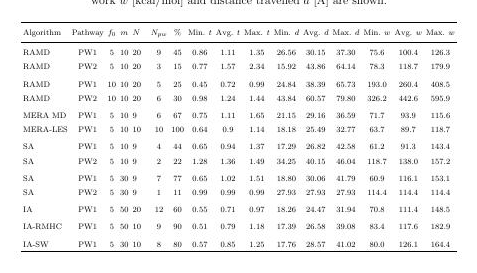 work w [kcal/mol] and distance travelled d [Å] are shown.
Algorithm Pathway f₀ m N Nₚw % Min. t Avg. t Max. t Min. d Avg. d Max. d Min. w Avg. w Max. w
RAMD PW1 5 10 20 9 45 0.86 1.11 1.35 26.56 30.15 37.30 75.6 100.4 126.3
RAMD PW2 5 10 20 3 15 0.77 1.57 2.34 15.92 43.86 64.14 78.3 118.7 179.9
RAMD PW1 10 10 20 5 25 0.45 0.72 0.99 24.84 38.39 65.73 193.0 260.4 408.5
RAMD PW2 10 10 20 6 30 0.98 1.24 1.44 43.84 60.57 79.80 326.2 442.6 595.9
MERA MD PW1 5 10 9 6 67 0.75 1.11 1.65 21.15 29.16 36.59 71.7 93.9 115.6
MERA-LES PW1 5 10 10 10 100 0.64 0.9 1.14 18.18 25.49 32.77 63.7 89.7 118.7
SA PW1 5 10 9 4 44 0.65 0.94 1.37 17.29 26.82 42.58 61.2 91.3 143.4
SA PW2 5 10 9 2 22 1.28 1.36 1.49 34.25 40.15 46.04 118.7 138.0 157.2
SA PW1 5 30 9 7 77 0.65 1.02 1.51 18.80 30.06 41.79 60.9 116.1 153.1
SA PW2 5 30 9 1 11 0.99 0.99 0.99 27.93 27.93 27.93 114.4 114.4 114.4
IA PW1 5 50 20 12 60 0.55 0.71 0.97 18.26 24.47 31.94 70.8 111.4 148.5
IA-RMHC PW1 5 50 10 9 90 0.51 0.79 1.18 17.39 26.58 39.08 83.4 117.6 182.9
IA-SW PW1 5 30 10 8 80 0.57 0.85 1.25 17.76 28.57 41.02 80.0 126.1 164.4